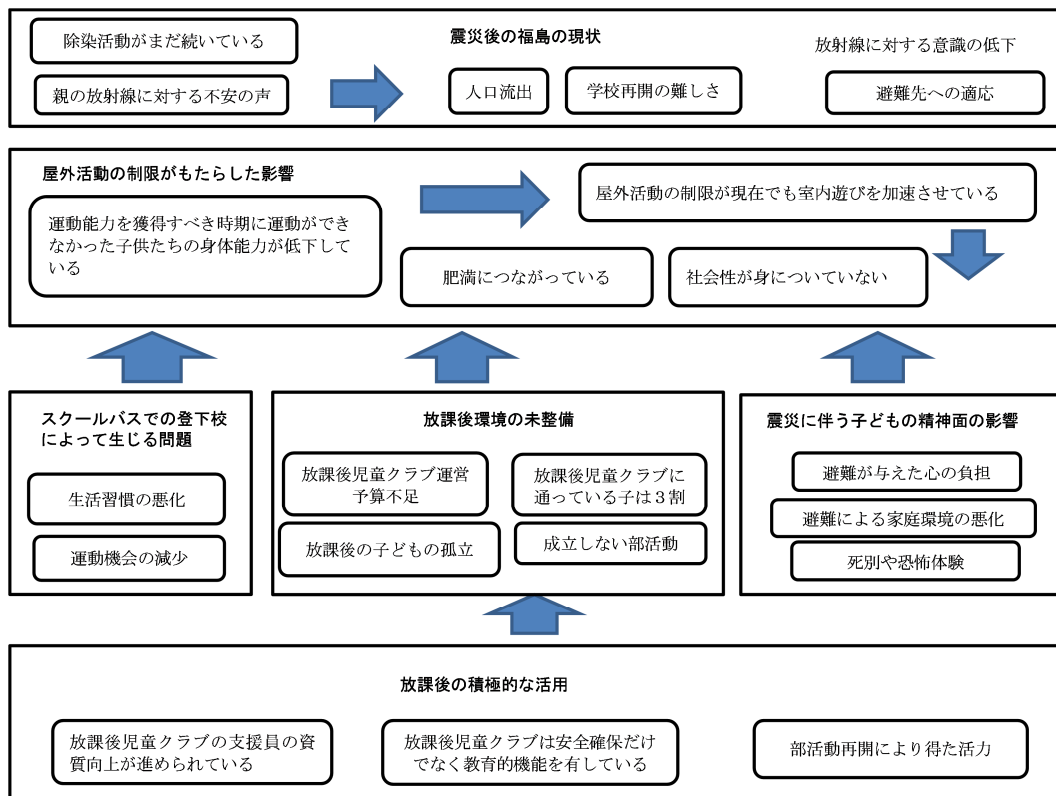 震災後の福島の現状
除染活動がまだ続いている
親の放射線に対する不安の声
人口流出
学校再開の難しさ
放射線に対する意識の低下
避難先への適応
屋外活動の制限がもたらした影響
運動能力を獲得すべき時期に運動ができ
なかった子供たちの身体能力が低下して
いる
屋外活動の制限が現在でも室内遊びを加速させている
肥満につながっている
社会性が身についていない
スクールバスでの登下校
によって生じる問題
生活習慣の悪化
運動機会の減少
放課後環境の未整備
放課後児童クラブ運営
予算不足
放課後児童クラブに
通っている子は３割
放課後の子どもの孤立
成立しない部活動
震災に伴う子どもの精神面の影響
避難が与えた心の負担
避難による家庭環境の悪化
死別や恐怖体験
放課後の積極的な活用
放課後児童クラブの支援員の資
質向上が進められている
放課後児童クラブは安全確保だけ
でなく教育的機能を有している
部活動再開により得た活力